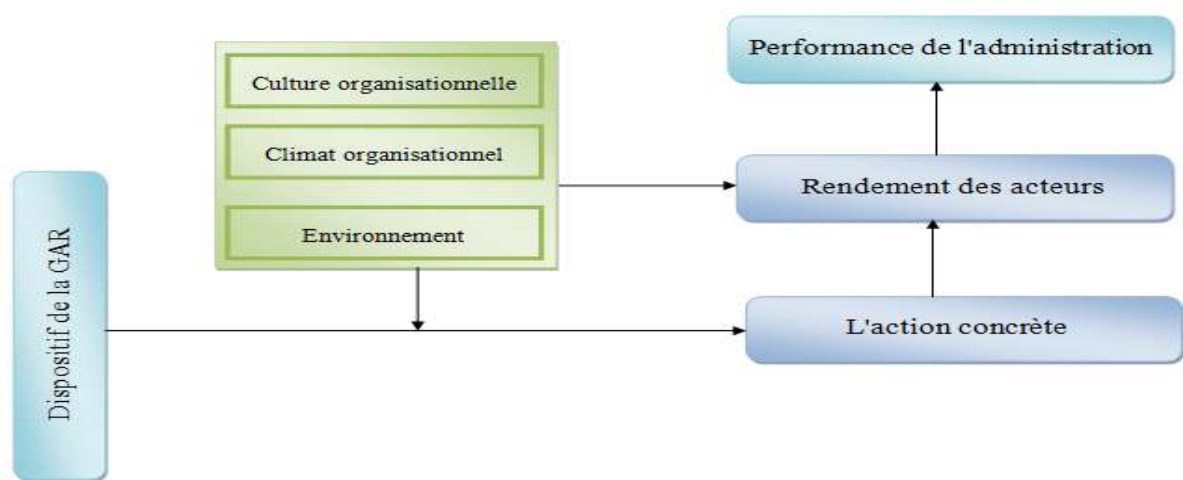 Performance de l'administration
Culture organisationnelle
Climat organisationnel
Rendement des acteurs
Environnement
Dispositif de la GAR
L'action concrète